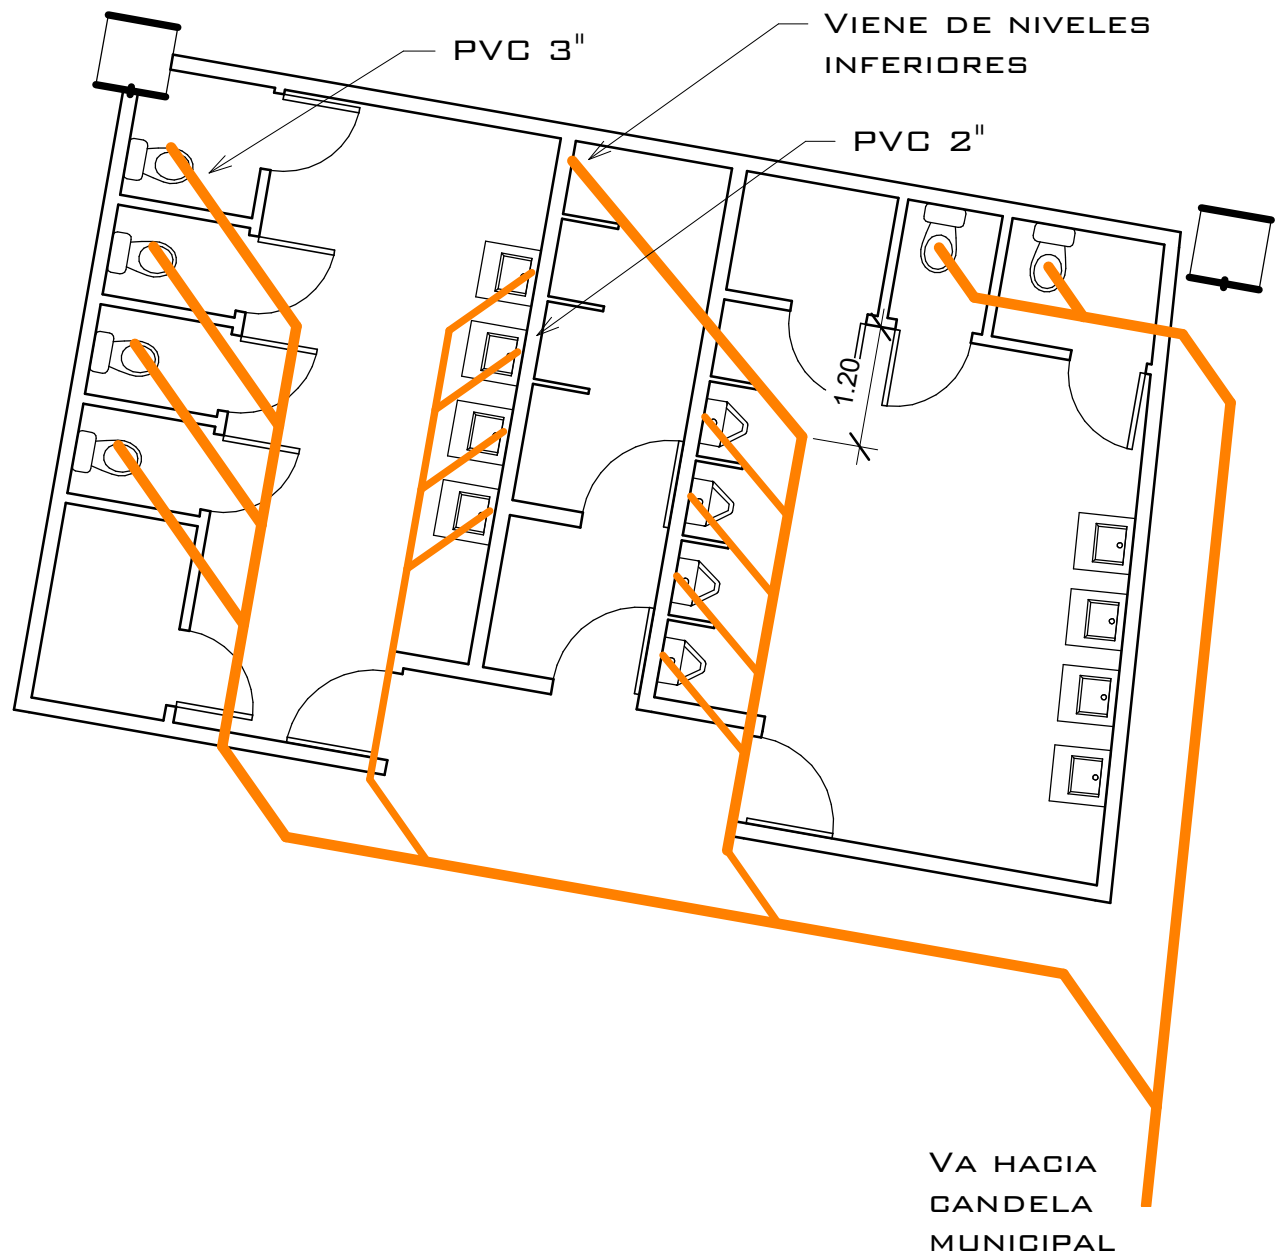 VIENE DE NIVELES
INFERIORES
PVC 3"
PVC 2"
1.20
VA HACIA
CANDELA
MUNICIPAL